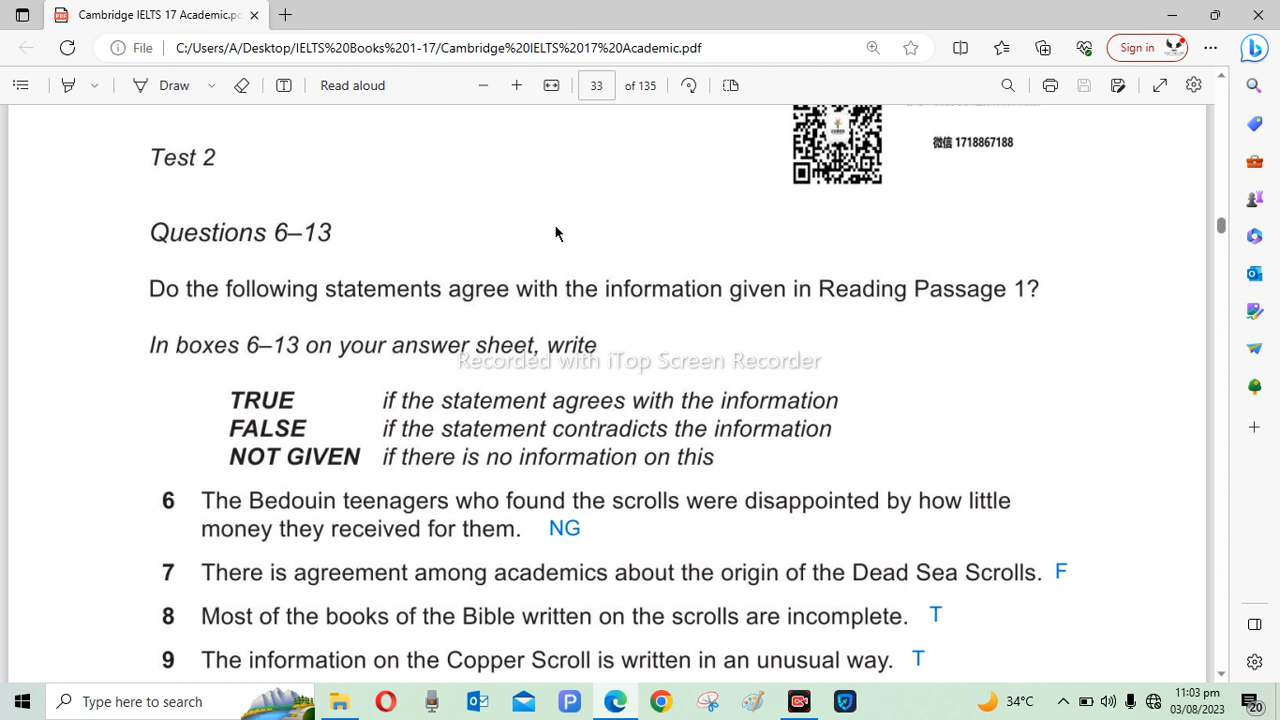 Cambridge IELTS 17 Academic.pdf
File C:/Users/A/Desktop/IELTS%20Books%201-17/Cambridge%20IELTS%2017%20Academic.pdf
Sign in
Draw
Read aloud
33 of 135
微信 1718867188
Test 2
Questions 6–13
Do the following statements agree with the information given in Reading Passage 1?
In boxes 6–13 on your answer sheet, write
Recorded with iTop Screen Recorder
TRUE if the statement agrees with the information
FALSE if the statement contradicts the information
NOT GIVEN if there is no information on this
6 The Bedouin teenagers who found the scrolls were disappointed by how little
money they received for them. NG
7 There is agreement among academics about the origin of the Dead Sea Scrolls. F
8 Most of the books of the Bible written on the scrolls are incomplete. T
9 The information on the Copper Scroll is written in an unusual way. T
Type here to search
34°C
11:03 pm
03/08/2023
20